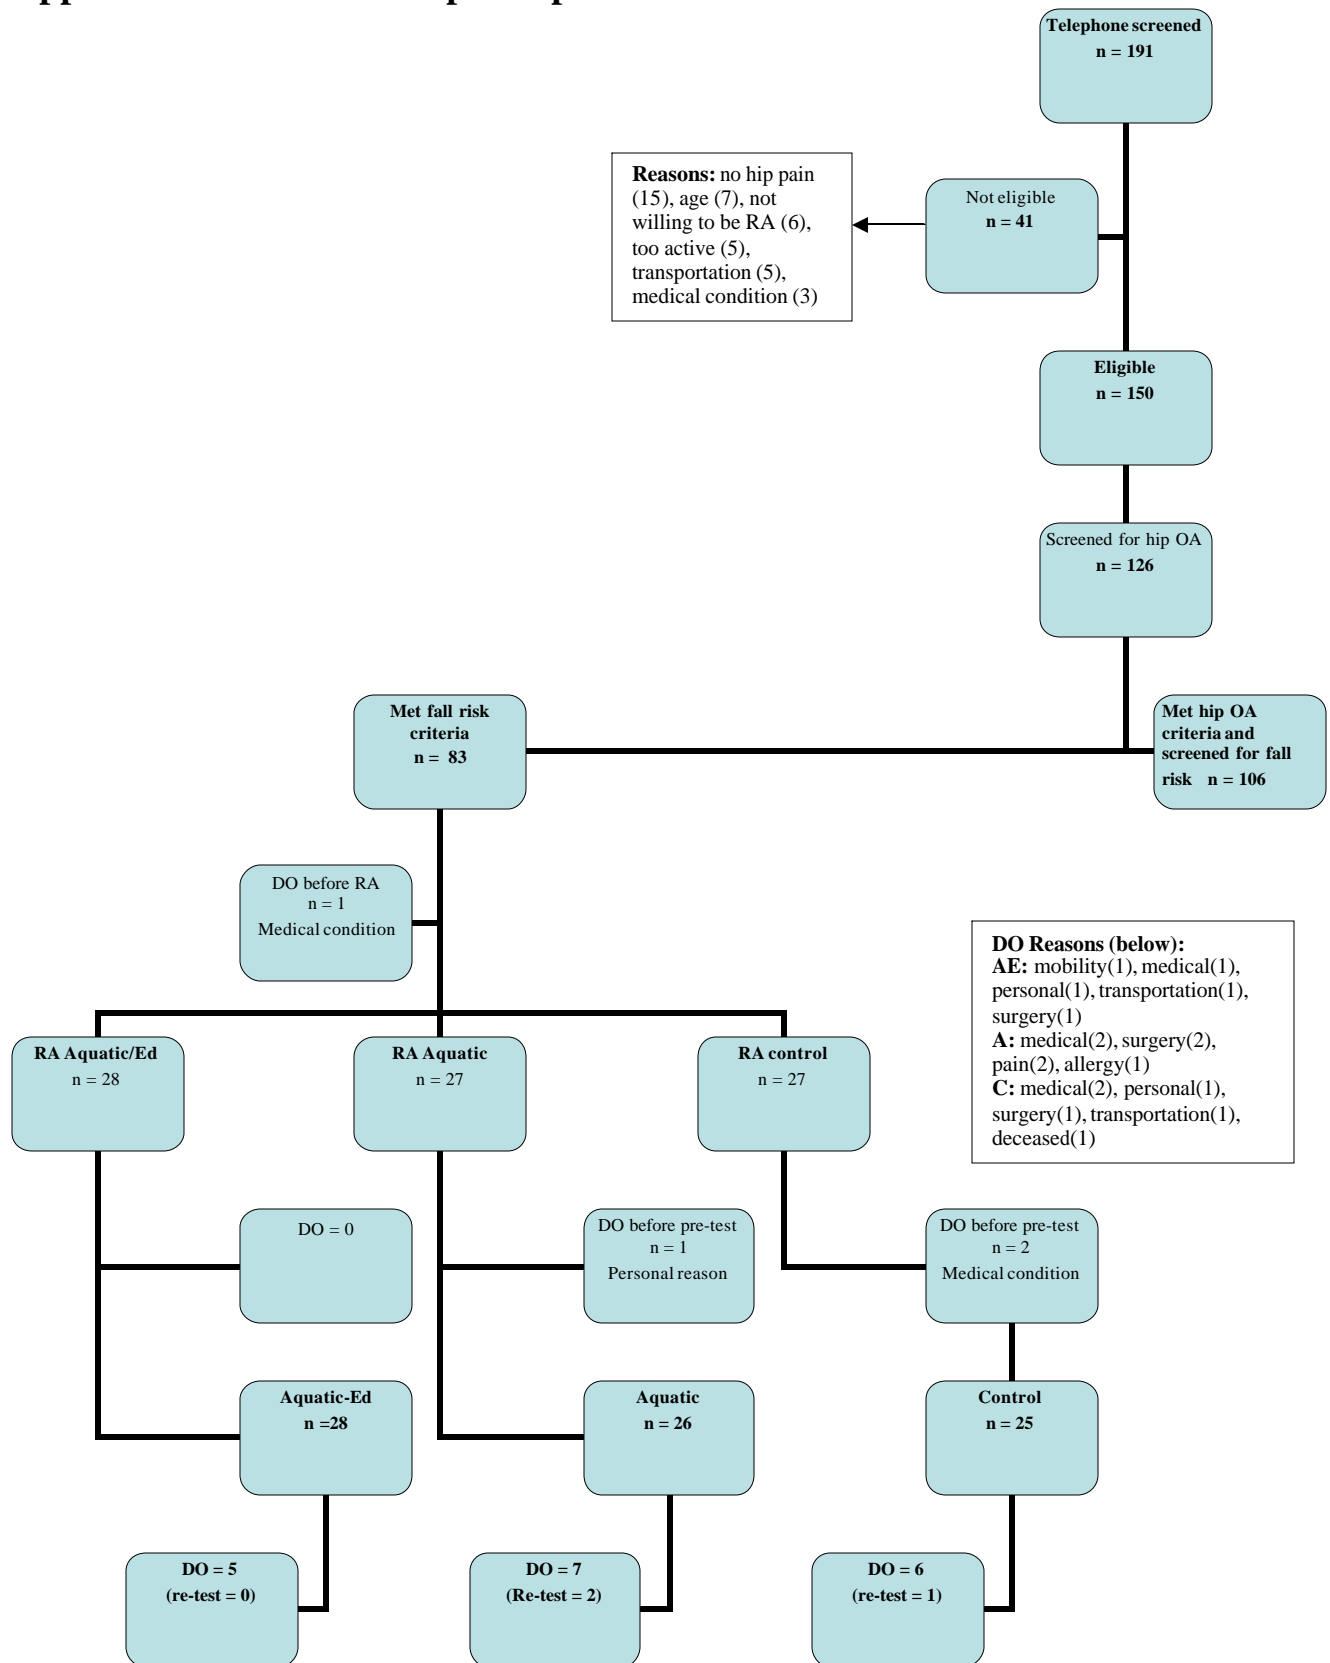 Telephone screened
n = 191
Reasons: no hip pain
(15), age (7), not
willing to be RA (6),
too active (5),
transportation (5),
medical condition (3)
Not eligible
n = 41
Eligible
n = 150
Screened for hip OA
n = 126
Met fall risk
criteria
n = 83
Met hip OA
criteria and
screened for fall
risk n = 106
DO before RA
n = 1
Medical condition
DO Reasons (below):
AE: mobility(1), medical(1),
personal(1), transportation(1),
surgery(1)
A: medical(2), surgery(2),
pain(2), allergy(1)
C: medical(2), personal(1),
surgery(1), transportation(1),
deceased(1)
RA Aquatic/Ed
n = 28
RA Aquatic
n = 27
RA control
n = 27
DO = 0
DO before pre-test
n = 1
Personal reason
DO before pre-test
n = 2
Medical condition
Aquatic-Ed
n =28
Aquatic
n = 26
Control
n = 25
DO = 5
(re-test = 0)
DO = 7
(Re-test = 2)
DO = 6
(re-test = 1)